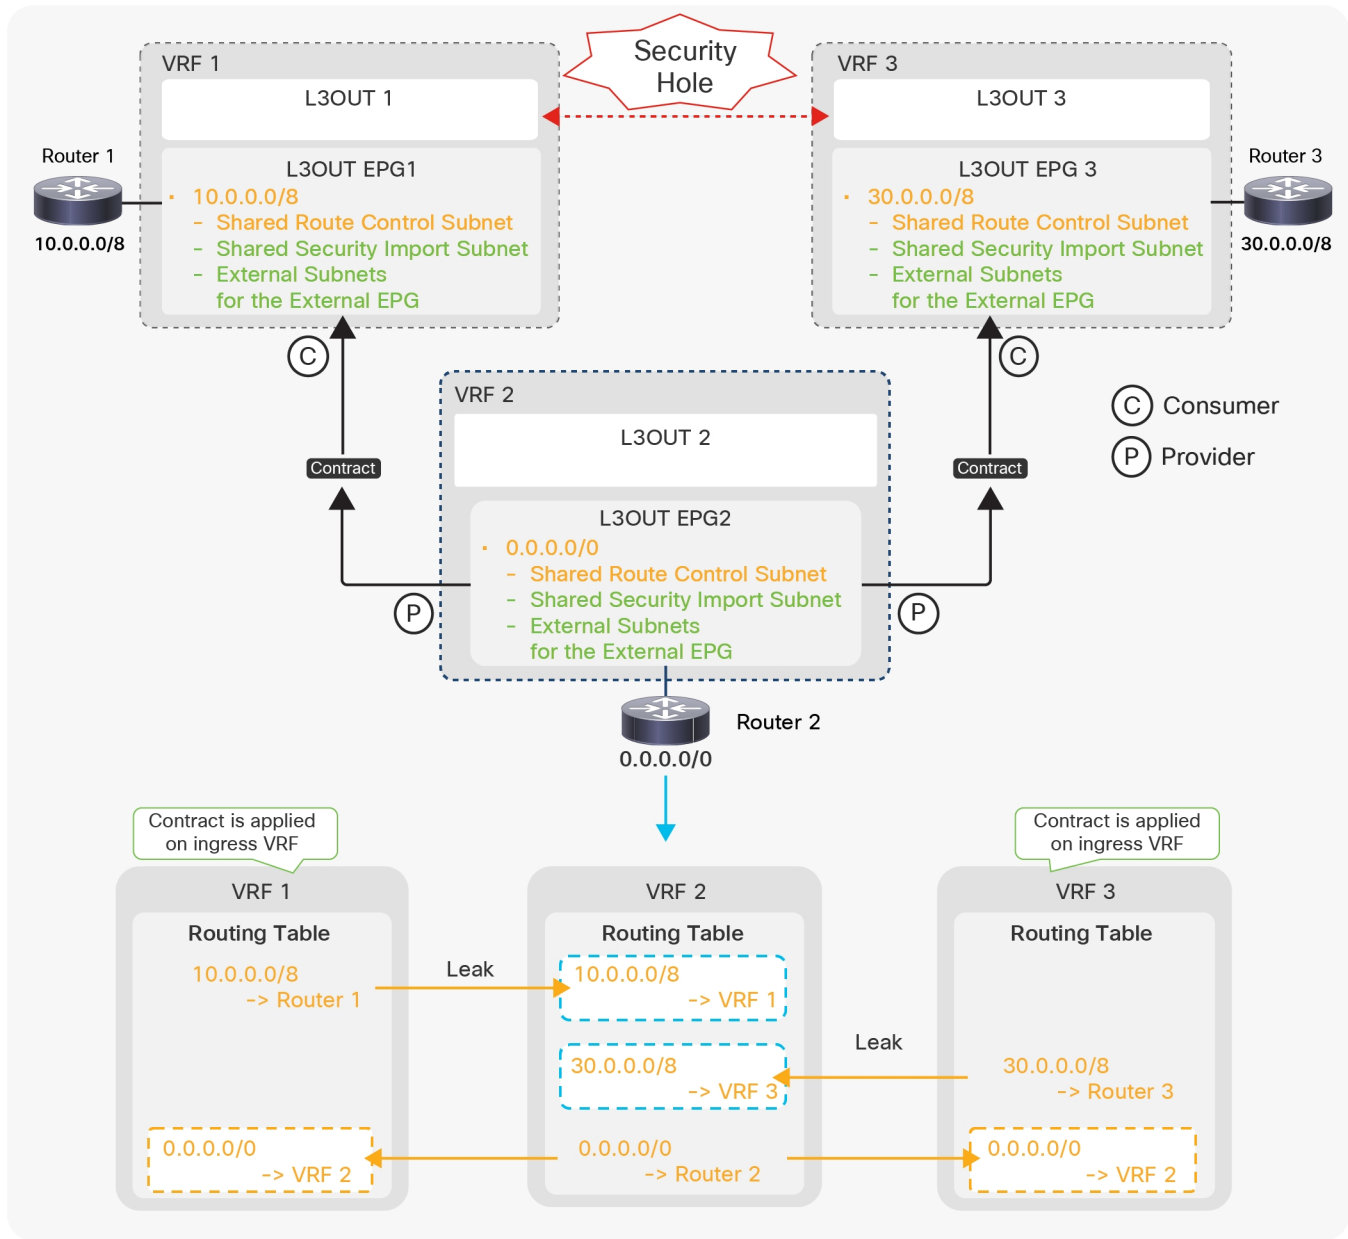 Security
Hole
VRF 1
L3OUT 1
L3OUT EPG1
· 10.0.0.0/8
- Shared Route Control Subnet
- Shared Security Import Subnet
- External Subnets
for the External EPG
Router 1
10.0.0.0/8
VRF 3
L3OUT 3
L3OUT EPG 3
· 30.0.0.0/8
- Shared Route Control Subnet
- Shared Security Import Subnet
- External Subnets
for the External EPG
Router 3
30.0.0.0/8
C
C
C Consumer
P Provider
Contract
Contract
VRF 2
L3OUT 2
L3OUT EPG2
· 0.0.0.0/0
- Shared Route Control Subnet
- Shared Security Import Subnet
- External Subnets
for the External EPG
P
P
Router 2
0.0.0.0/0
Contract is applied
on ingress VRF
Contract is applied
on ingress VRF
VRF 1
Routing Table
10.0.0.0/8
-> Router 1
0.0.0.0/0
-> VRF 2
Leak
VRF 2
Routing Table
10.0.0.0/8
-> VRF 1
30.0.0.0/8
-> VRF 3
0.0.0.0/0
-> Router 2
Leak
VRF 3
Routing Table
30.0.0.0/8
-> Router 3
0.0.0.0/0
-> VRF 2